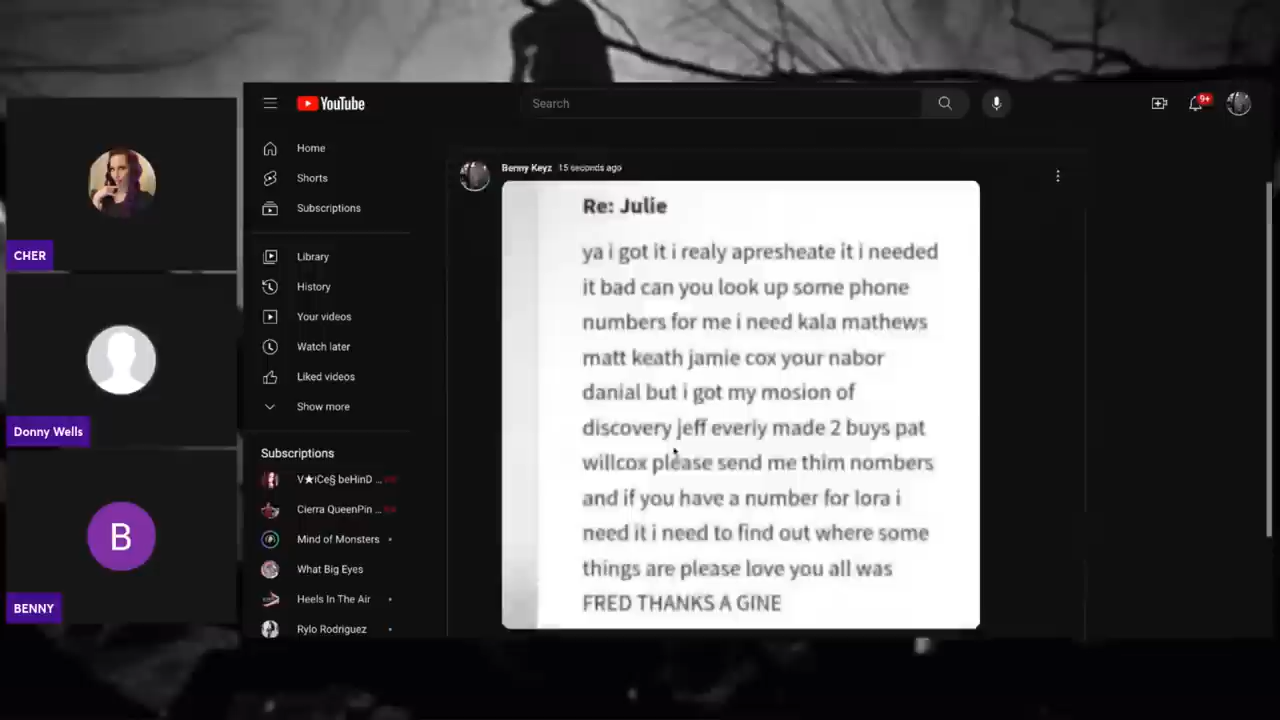 YouTube
Search
9+
Home
Shorts
Subscriptions
Library
History
Your videos
Watch later
Liked videos
Show more
Subscriptions
V★iCe§ beHinD ...
Cierra QueenPin ...
Mind of Monsters
What Big Eyes
Heels In The Air
Rylo Rodriguez
CHER
Donny Wells
B
BENNY
Benny Keyz 15 seconds ago
Re: Julie
ya i got it i realy apresheate it i needed
it bad can you look up some phone
numbers for me i need kala mathews
matt keath jamie cox your nabor
danial but i got my mosion of
discovery jeff everly made 2 buys pat
willcox please send me thim nombers
and if you have a number for lora i
need it i need to find out where some
things are please love you all was
FRED THANKS A GINE